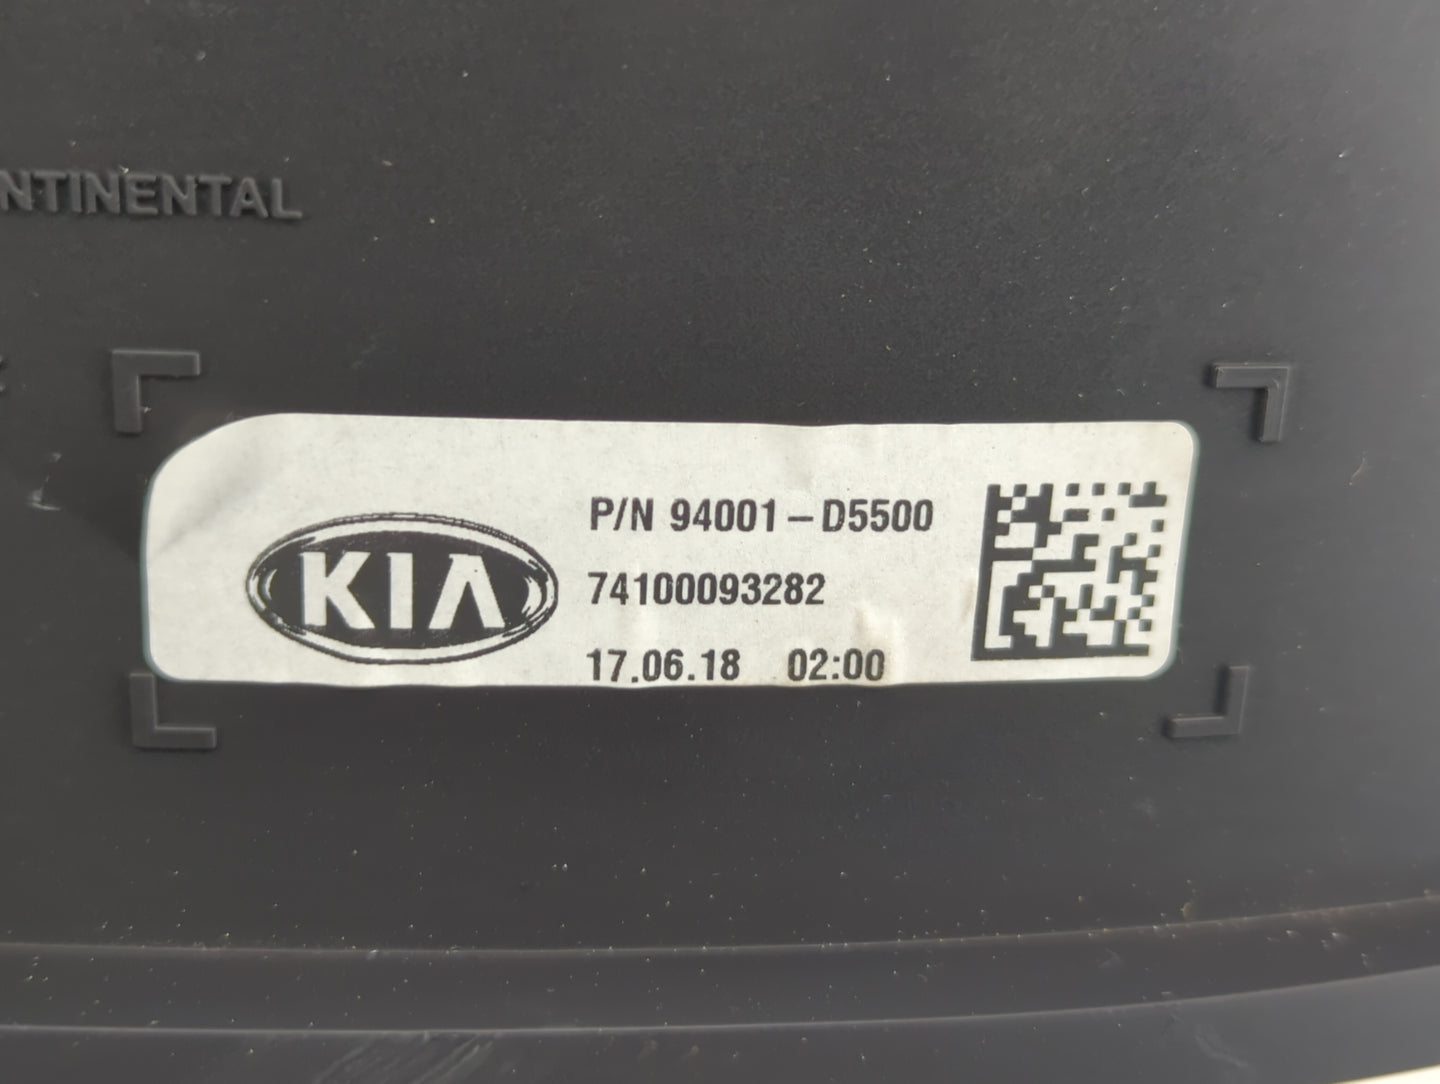 NTINENTAL
KIA
P/N 94001-D5500
74100093282
17.06.18 02:00